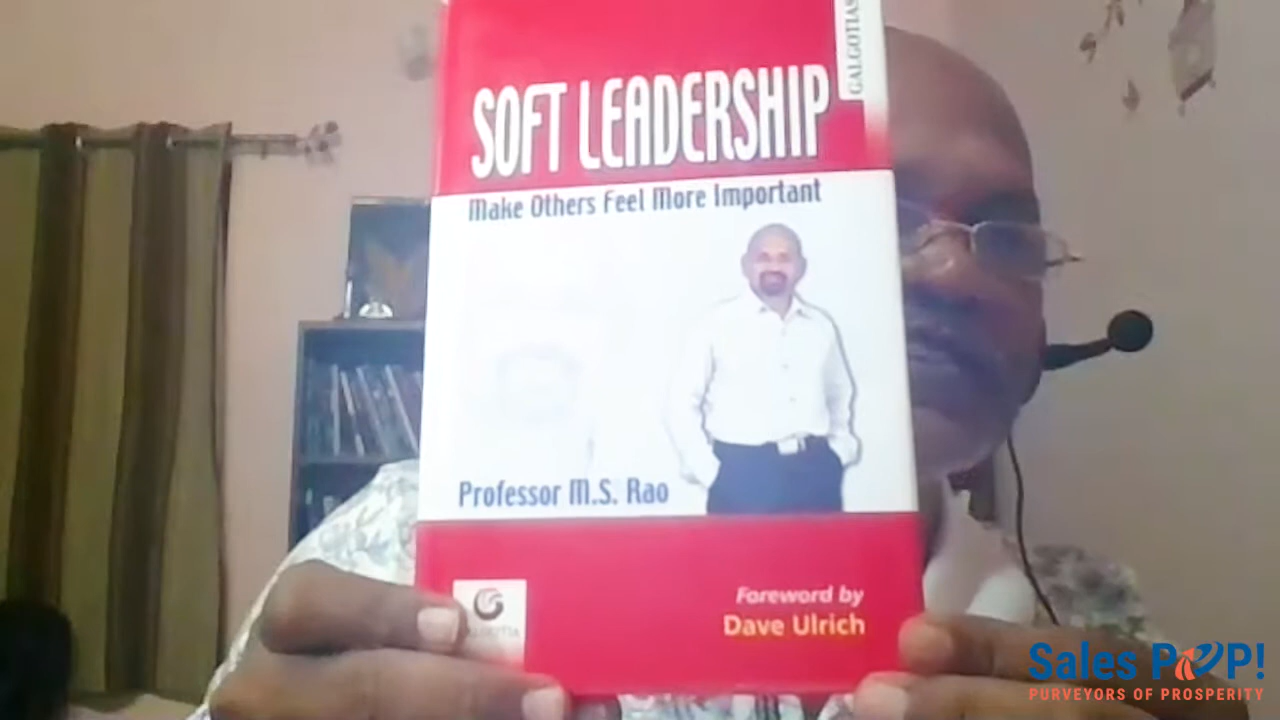 GALGOTIAS
SOFT LEADERSHIP
Make Others Feel More Important
Professor M.S. Rao
Foreword by
Dave Ulrich
Sales POP!
PURVEYORS OF PROSPERITY